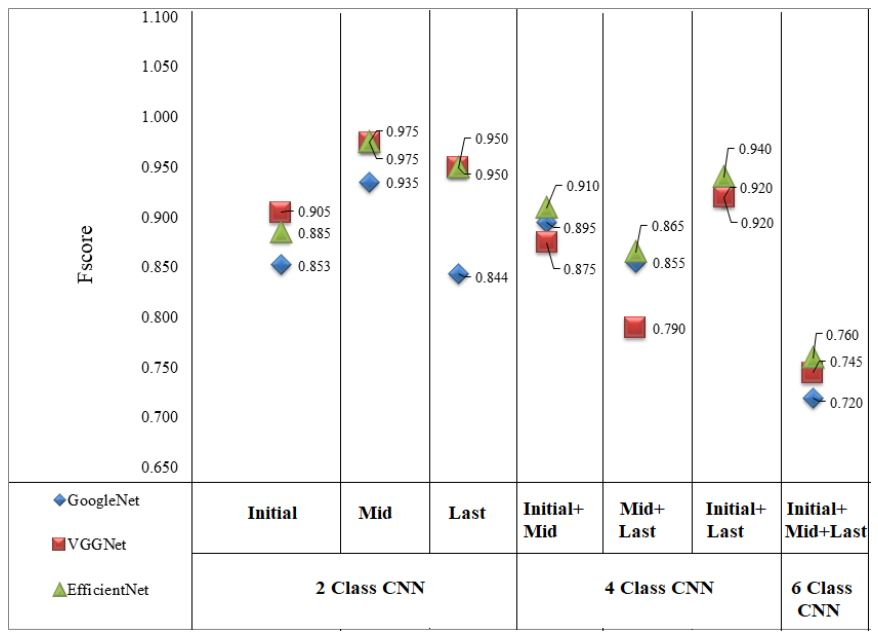 1.100
1.050
1.000
0.950
0.900
0.850
0.800
0.750
0.700
0.650
Fscore
0.905
0.885
0.853
0.975
0.975
0.935
0.950
0.950
0.844
0.910
0.895
0.875
0.865
0.855
0.790
0.940
0.920
0.920
0.760
0.745
0.720
GoogleNet
VGGNet
EfficientNet
Initial
Mid
Last
Initial+
Mid
Mid+
Last
Initial+
Last
Initial+
Mid+Last
2 Class CNN
4 Class CNN
6 Class
CNN